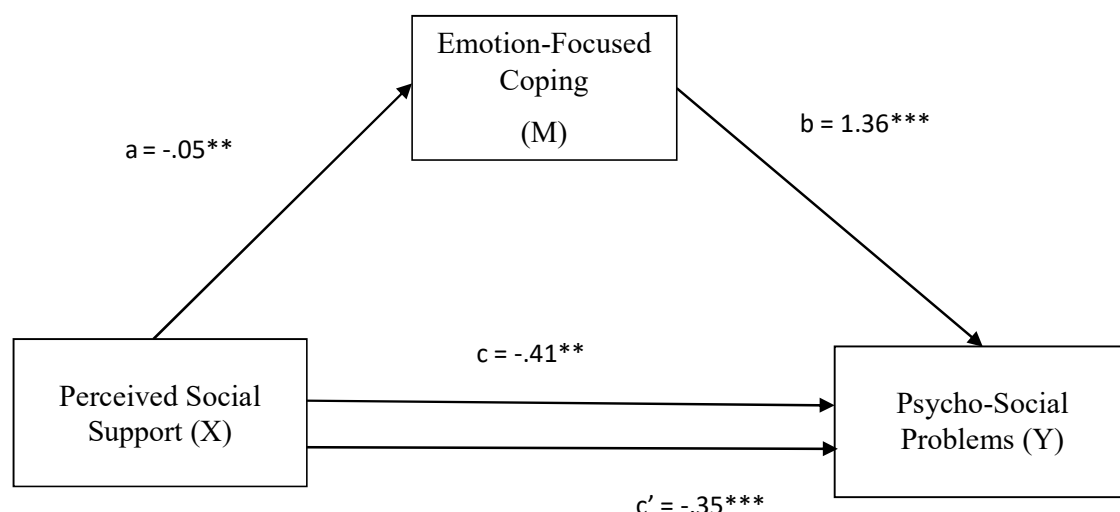 Emotion-Focused
Coping
(M)
a = -.05**
b = 1.36***
c = -.41**
Perceived Social
Support (X)
Psycho-Social
Problems (Y)
c’ = -.35***